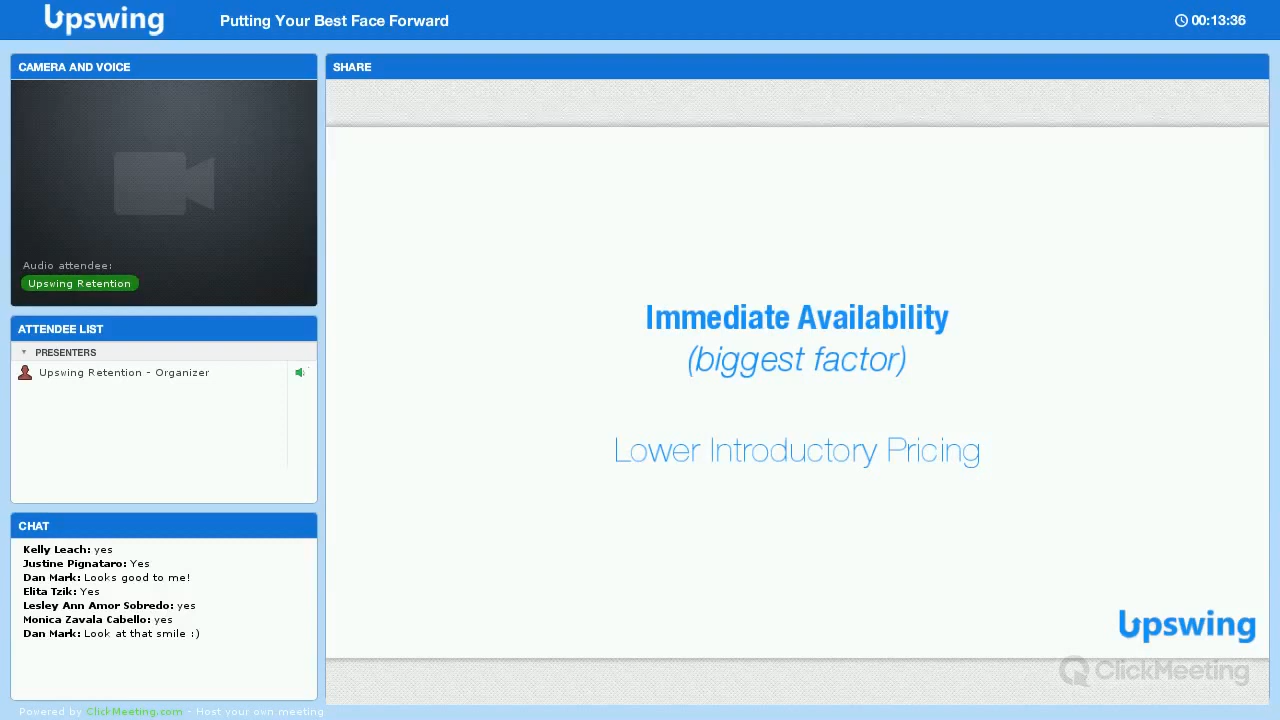 Upswing
Putting Your Best Face Forward
00:13:36
CAMERA AND VOICE
Audio attendee:
Upswing Retention
ATTENDEE LIST
PRESENTERS
Upswing Retention - Organizer
CHAT
Kelly Leach: yes
Justine Pignataro: Yes
Dan Mark: Looks good to me!
Elita Tzik: Yes
Lesley Ann Amor Sobredo: yes
Monica Zavala Cabello: yes
Dan Mark: Look at that smile :)
Powered by ClickMeeting.com - Host your own meeting
SHARE
Immediate Availability
(biggest factor)
Lower Introductory Pricing
Upswing
ClickMeeting